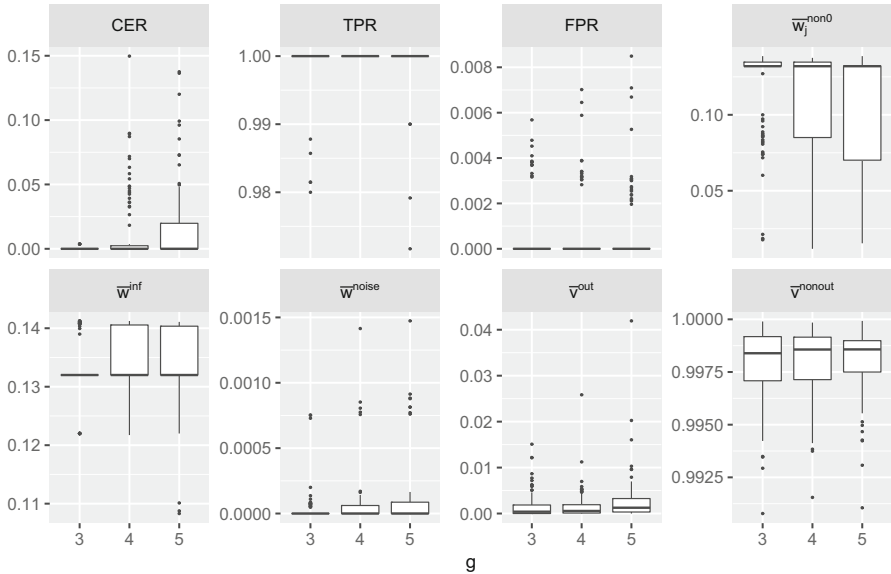 CER TPR FPR w̅ⱼⁿᵒⁿ⁰
0.15 1.00 0.008
0.10 0.99 0.006 0.10
0.05 0.98 0.004 0.05
0.00 0.002
0.000
w̅ⁱⁿᶠ w̅ⁿᵒⁱˢᵉ v̅ᵒᵘᵗ v̅ⁿᵒⁿᵒᵘᵗ
0.14 0.0015 0.04 1.0000
0.13 0.0010 0.03 0.9975
0.12 0.0005 0.02 0.9950
0.11 0.0000 0.01 0.9925
0.00
3 4 5 3 4 5 3 4 5 3 4 5
g